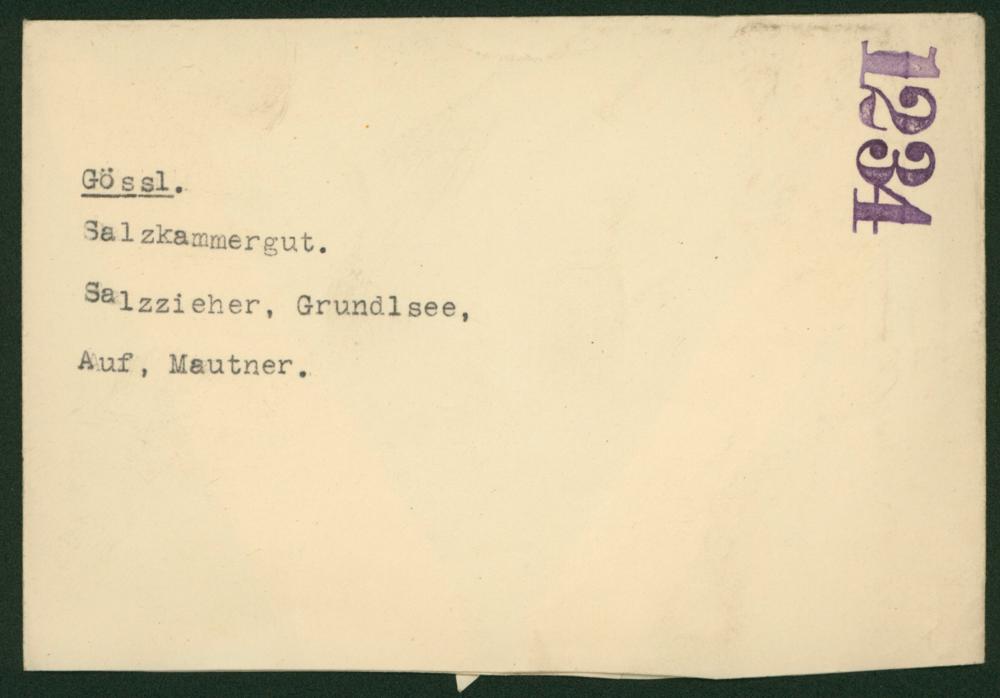 1234
Gössl.
Salzkammergut.
Salzzieher, Grundlsee,
Auf, Mautner.